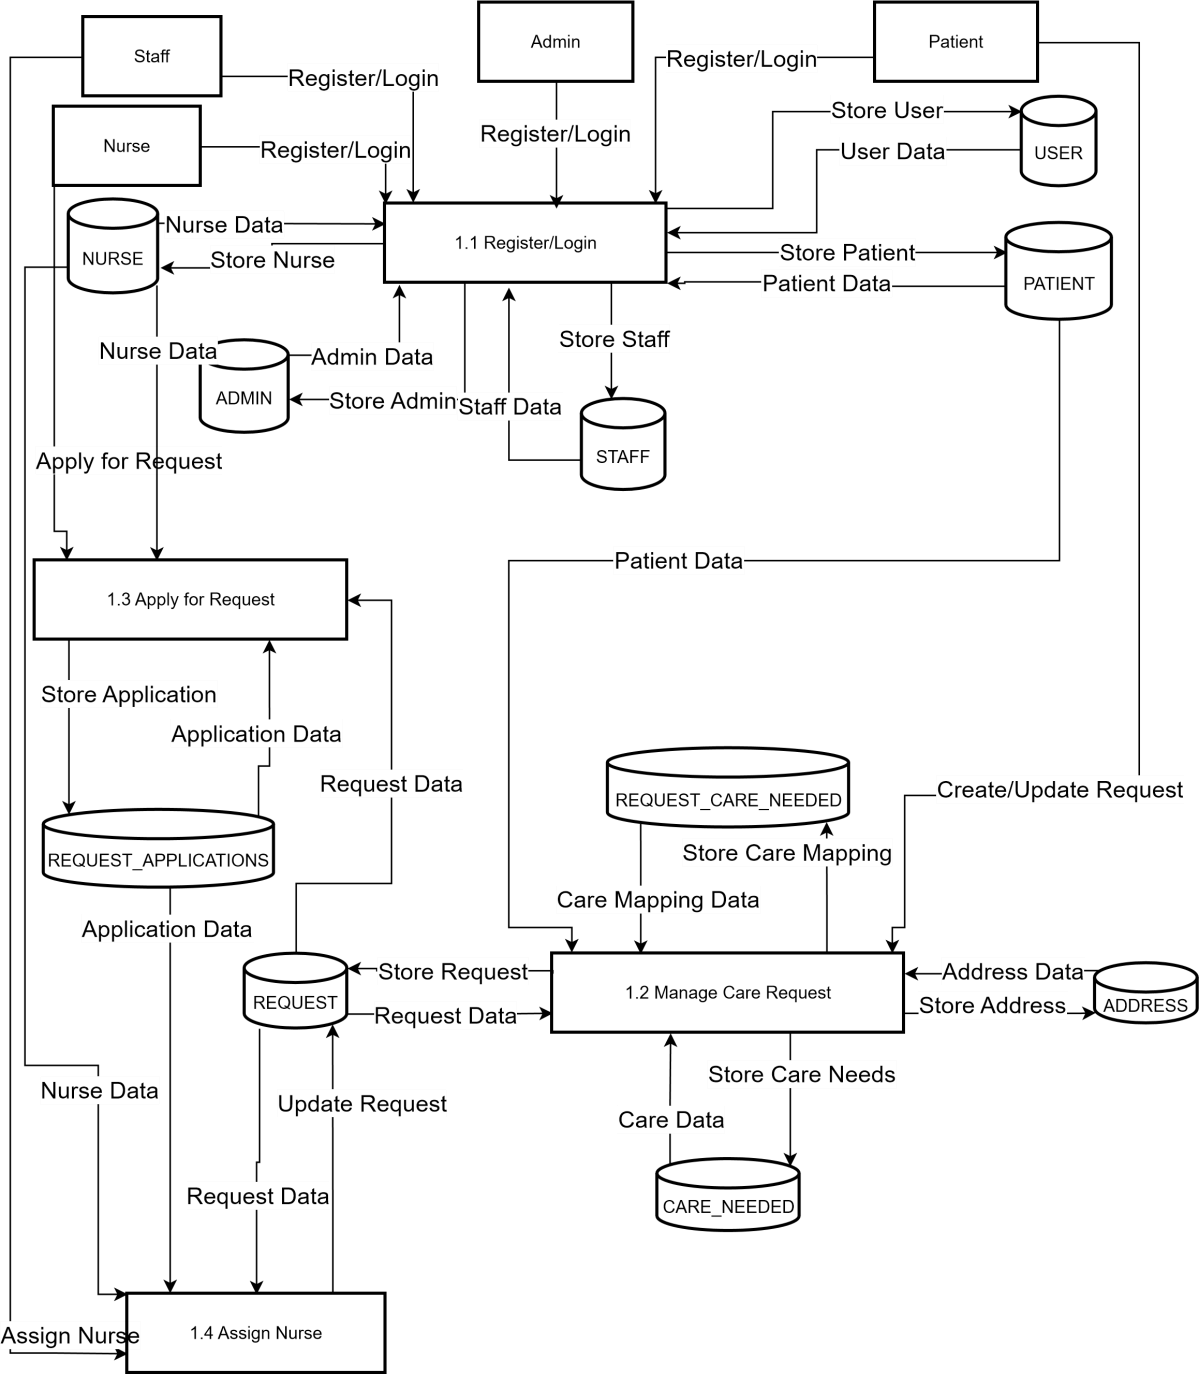 Staff
Admin
Patient
Register/Login
Register/Login
Store User
Register/Login
Nurse
Register/Login
User Data
USER
Nurse Data
1.1 Register/Login
Store Patient
NURSE
Store Nurse
Patient Data
PATIENT
Store Staff
Nurse Data
Admin Data
ADMIN
Store Admin
Staff Data
STAFF
Apply for Request
Patient Data
1.3 Apply for Request
Store Application
Application Data
Request Data
Create/Update Request
REQUEST_CARE_NEEDED
REQUEST_APPLICATIONS
Store Care Mapping
Care Mapping Data
Application Data
Store Request
1.2 Manage Care Request
Address Data
REQUEST
Request Data
Store Address
ADDRESS
Nurse Data
Update Request
Store Care Needs
Care Data
Request Data
CARE_NEEDED
Assign Nurse
1.4 Assign Nurse